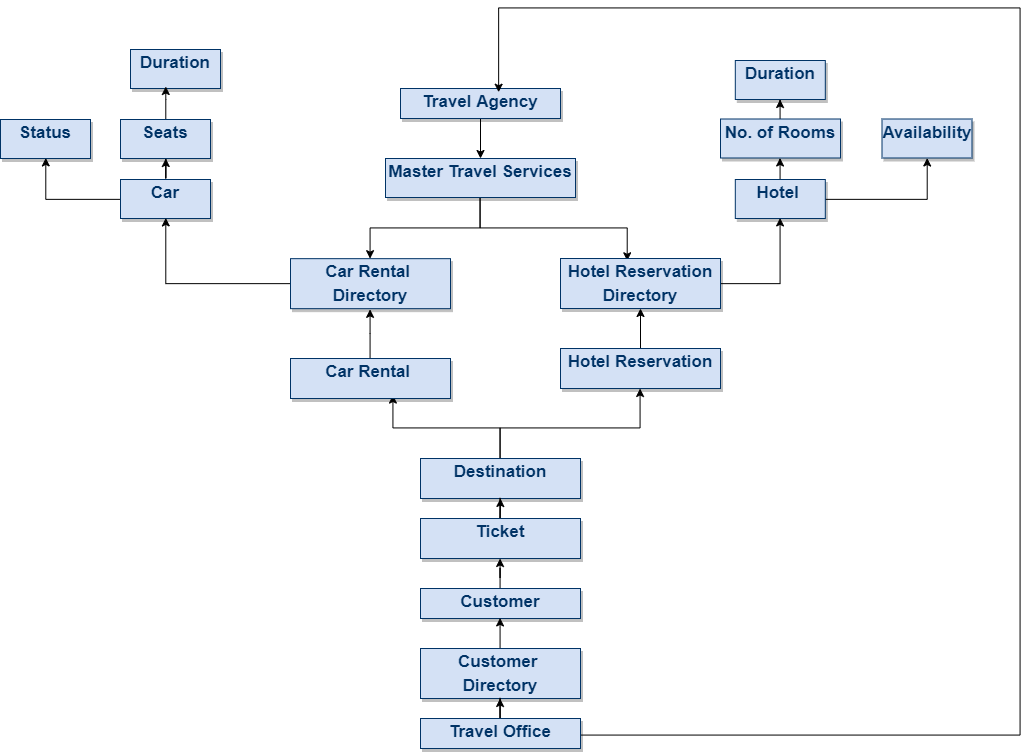 Duration
Duration
Travel Agency
Status
Seats
No. of Rooms
Availability
Master Travel Services
Car
Hotel
Car Rental
Directory
Hotel Reservation
Directory
Car Rental
Hotel Reservation
Destination
Ticket
Customer
Customer
Directory
Travel Office